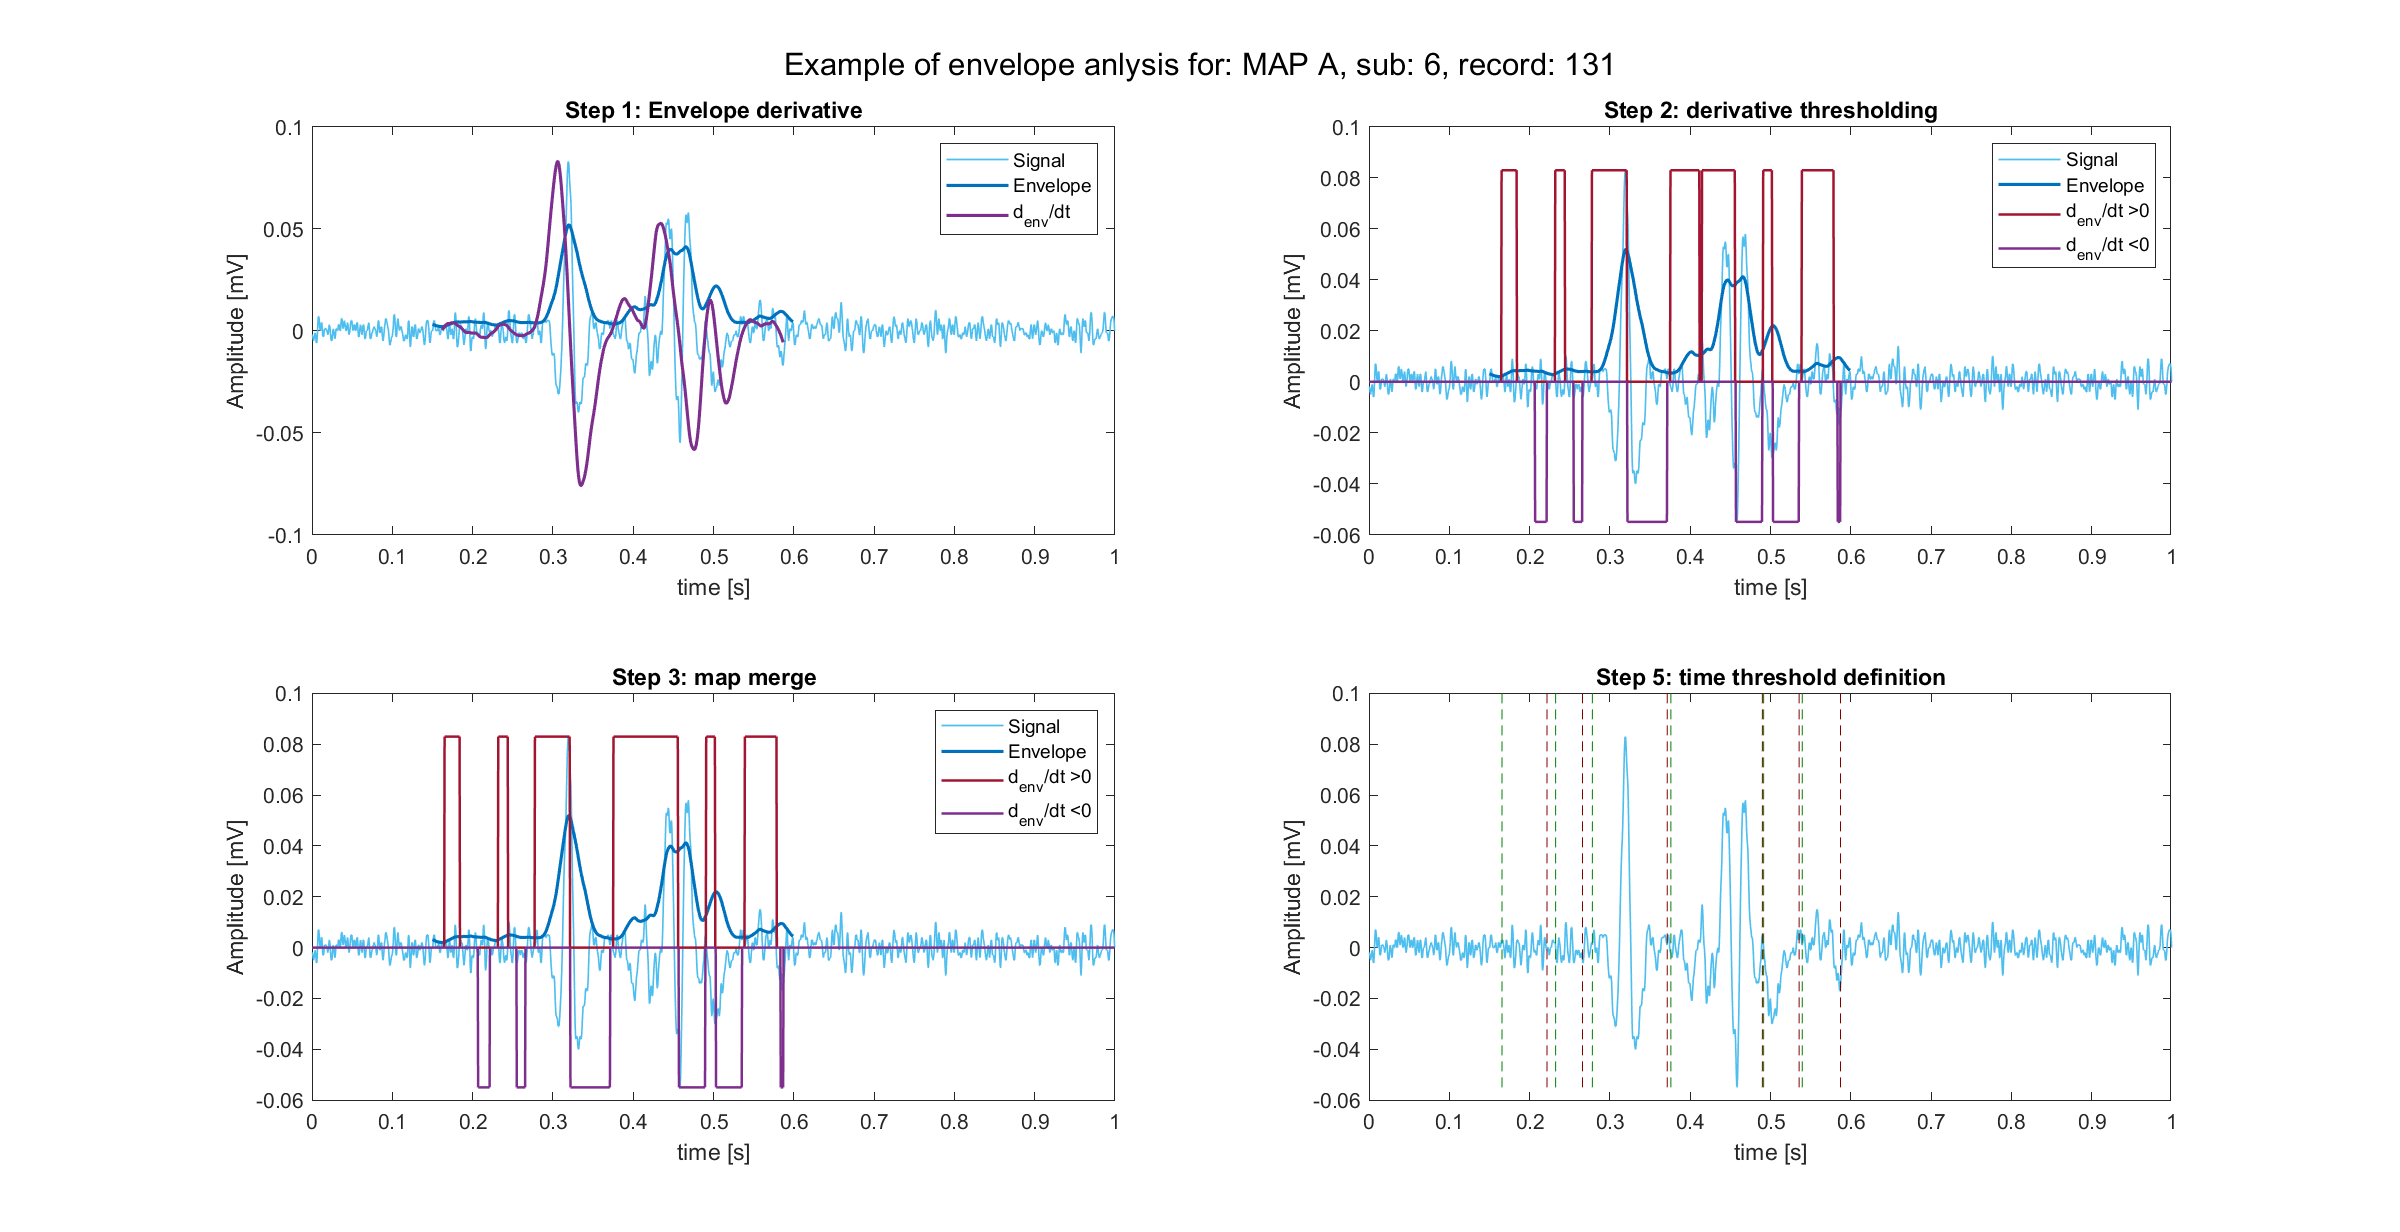 Example of envelope anlysis for: MAP A, sub: 6, record: 131
Step 1: Envelope derivative
0.1
0.05
0
-0.05
-0.1
Amplitude [mV]
0 0.1 0.2 0.3 0.4 0.5 0.6 0.7 0.8 0.9 1
time [s]
Signal
Envelope
denv/dt
Step 2: derivative thresholding
0.1
0.08
0.06
0.04
0.02
0
-0.02
-0.04
-0.06
Amplitude [mV]
0 0.1 0.2 0.3 0.4 0.5 0.6 0.7 0.8 0.9 1
time [s]
Signal
Envelope
denv/dt >0
denv/dt <0
Step 3: map merge
0.1
0.08
0.06
0.04
0.02
0
-0.02
-0.04
-0.06
Amplitude [mV]
0 0.1 0.2 0.3 0.4 0.5 0.6 0.7 0.8 0.9 1
time [s]
Signal
Envelope
denv/dt >0
denv/dt <0
Step 5: time threshold definition
0.1
0.08
0.06
0.04
0.02
0
-0.02
-0.04
-0.06
Amplitude [mV]
0 0.1 0.2 0.3 0.4 0.5 0.6 0.7 0.8 0.9 1
time [s]